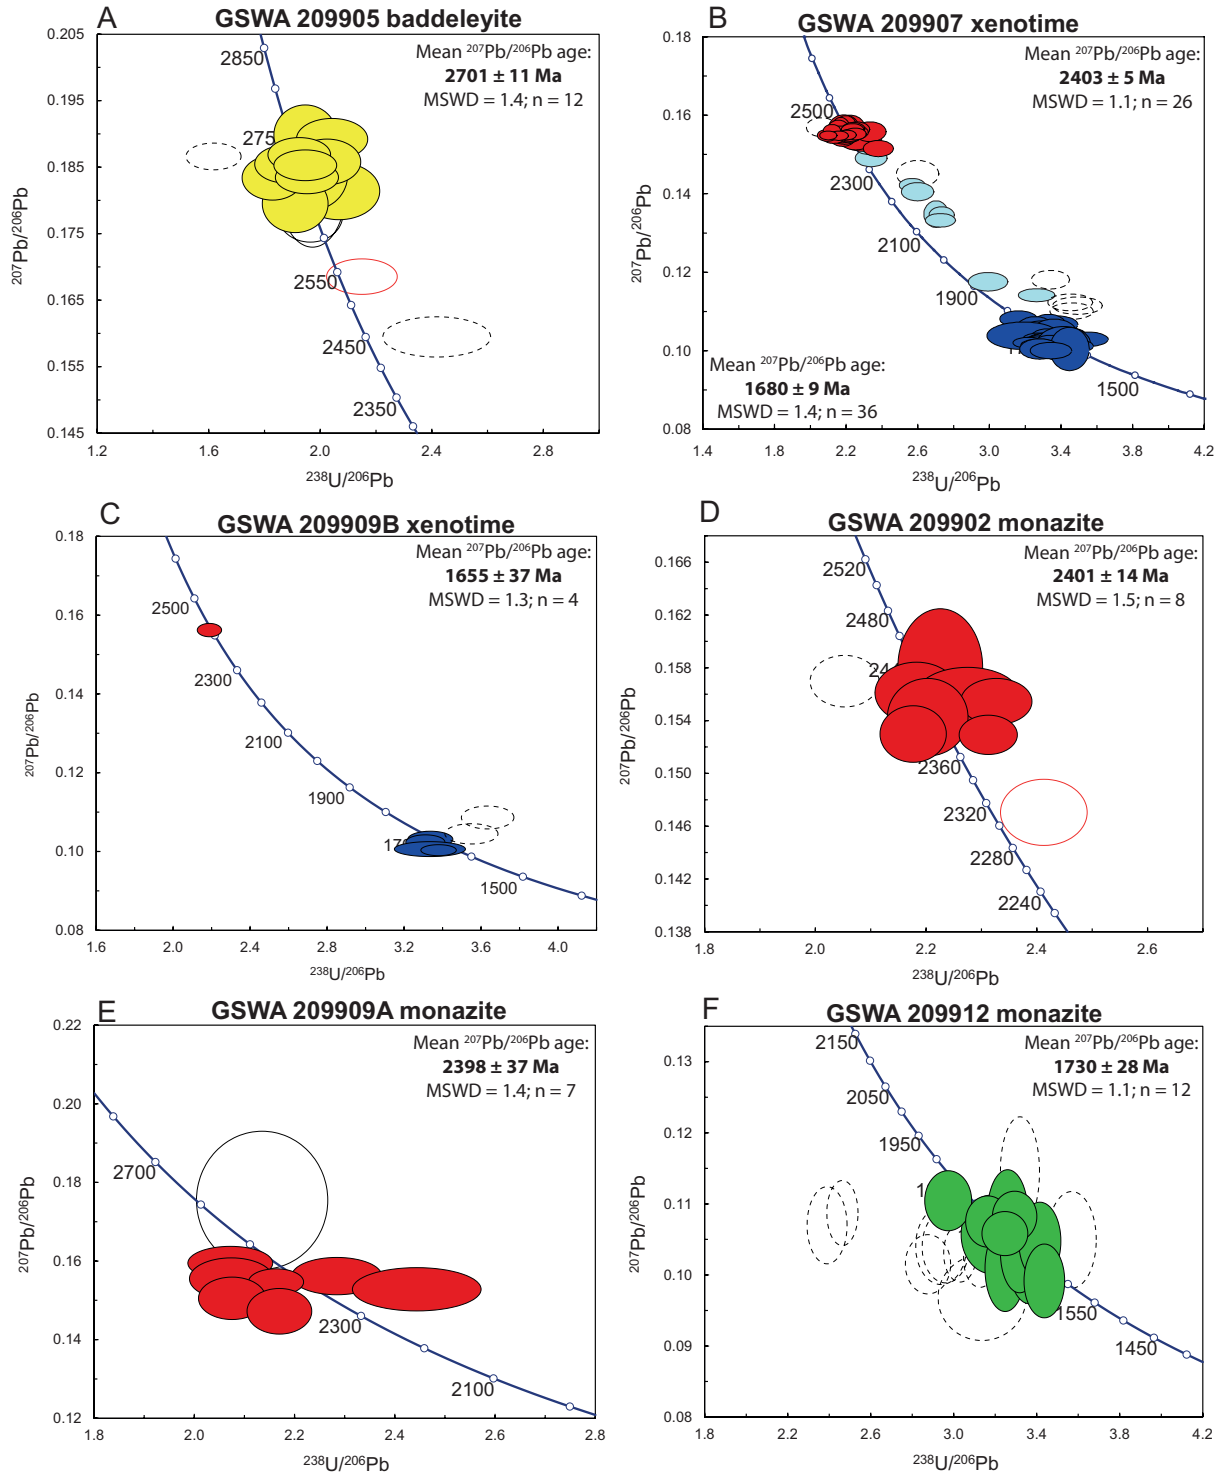 A
GSWA 209905 baddeleyite
Mean 207Pb/206Pb age:
2701 ± 11 Ma
MSWD = 1.4; n = 12
0.205
0.195
0.185
0.175
0.165
0.155
0.145
2850
275
2550
2450
2350
1.2
1.6
2.0
2.4
2.8
207Pb/206Pb
238U/206Pb
B
GSWA 209907 xenotime
Mean 207Pb/206Pb age:
2403 ± 5 Ma
MSWD = 1.1; n = 26
0.18
0.16
0.14
0.12
0.10
0.08
2500
2300
2100
1900
1500
Mean 207Pb/206Pb age:
1680 ± 9 Ma
MSWD = 1.4; n = 36
1.4
1.8
2.2
2.6
3.0
3.4
3.8
4.2
207Pb/206Pb
238U/206Pb
C
GSWA 209909B xenotime
Mean 207Pb/206Pb age:
1655 ± 37 Ma
MSWD = 1.3; n = 4
0.18
0.16
0.14
0.12
0.10
0.08
2500
2300
2100
1900
17
1500
1.6
2.0
2.4
2.8
3.2
3.6
4.0
207Pb/206Pb
238U/206Pb
D
GSWA 209902 monazite
Mean 207Pb/206Pb age:
2401 ± 14 Ma
MSWD = 1.5; n = 8
0.166
0.162
0.158
0.154
0.150
0.146
0.142
0.138
2520
2480
24
2360
2320
2280
2240
1.8
2.0
2.2
2.4
2.6
207Pb/206Pb
238U/206Pb
E
GSWA 209909A monazite
Mean 207Pb/206Pb age:
2398 ± 37 Ma
MSWD = 1.4; n = 7
0.22
0.20
0.18
0.16
0.14
0.12
2700
2300
2100
1.8
2.0
2.2
2.4
2.6
2.8
207Pb/206Pb
238U/206Pb
F
GSWA 209912 monazite
Mean 207Pb/206Pb age:
1730 ± 28 Ma
MSWD = 1.1; n = 12
0.13
0.12
0.11
0.10
0.09
0.08
2150
2050
1950
1
1550
1450
1.8
2.2
2.6
3.0
3.4
3.8
4.2
207Pb/206Pb
238U/206Pb